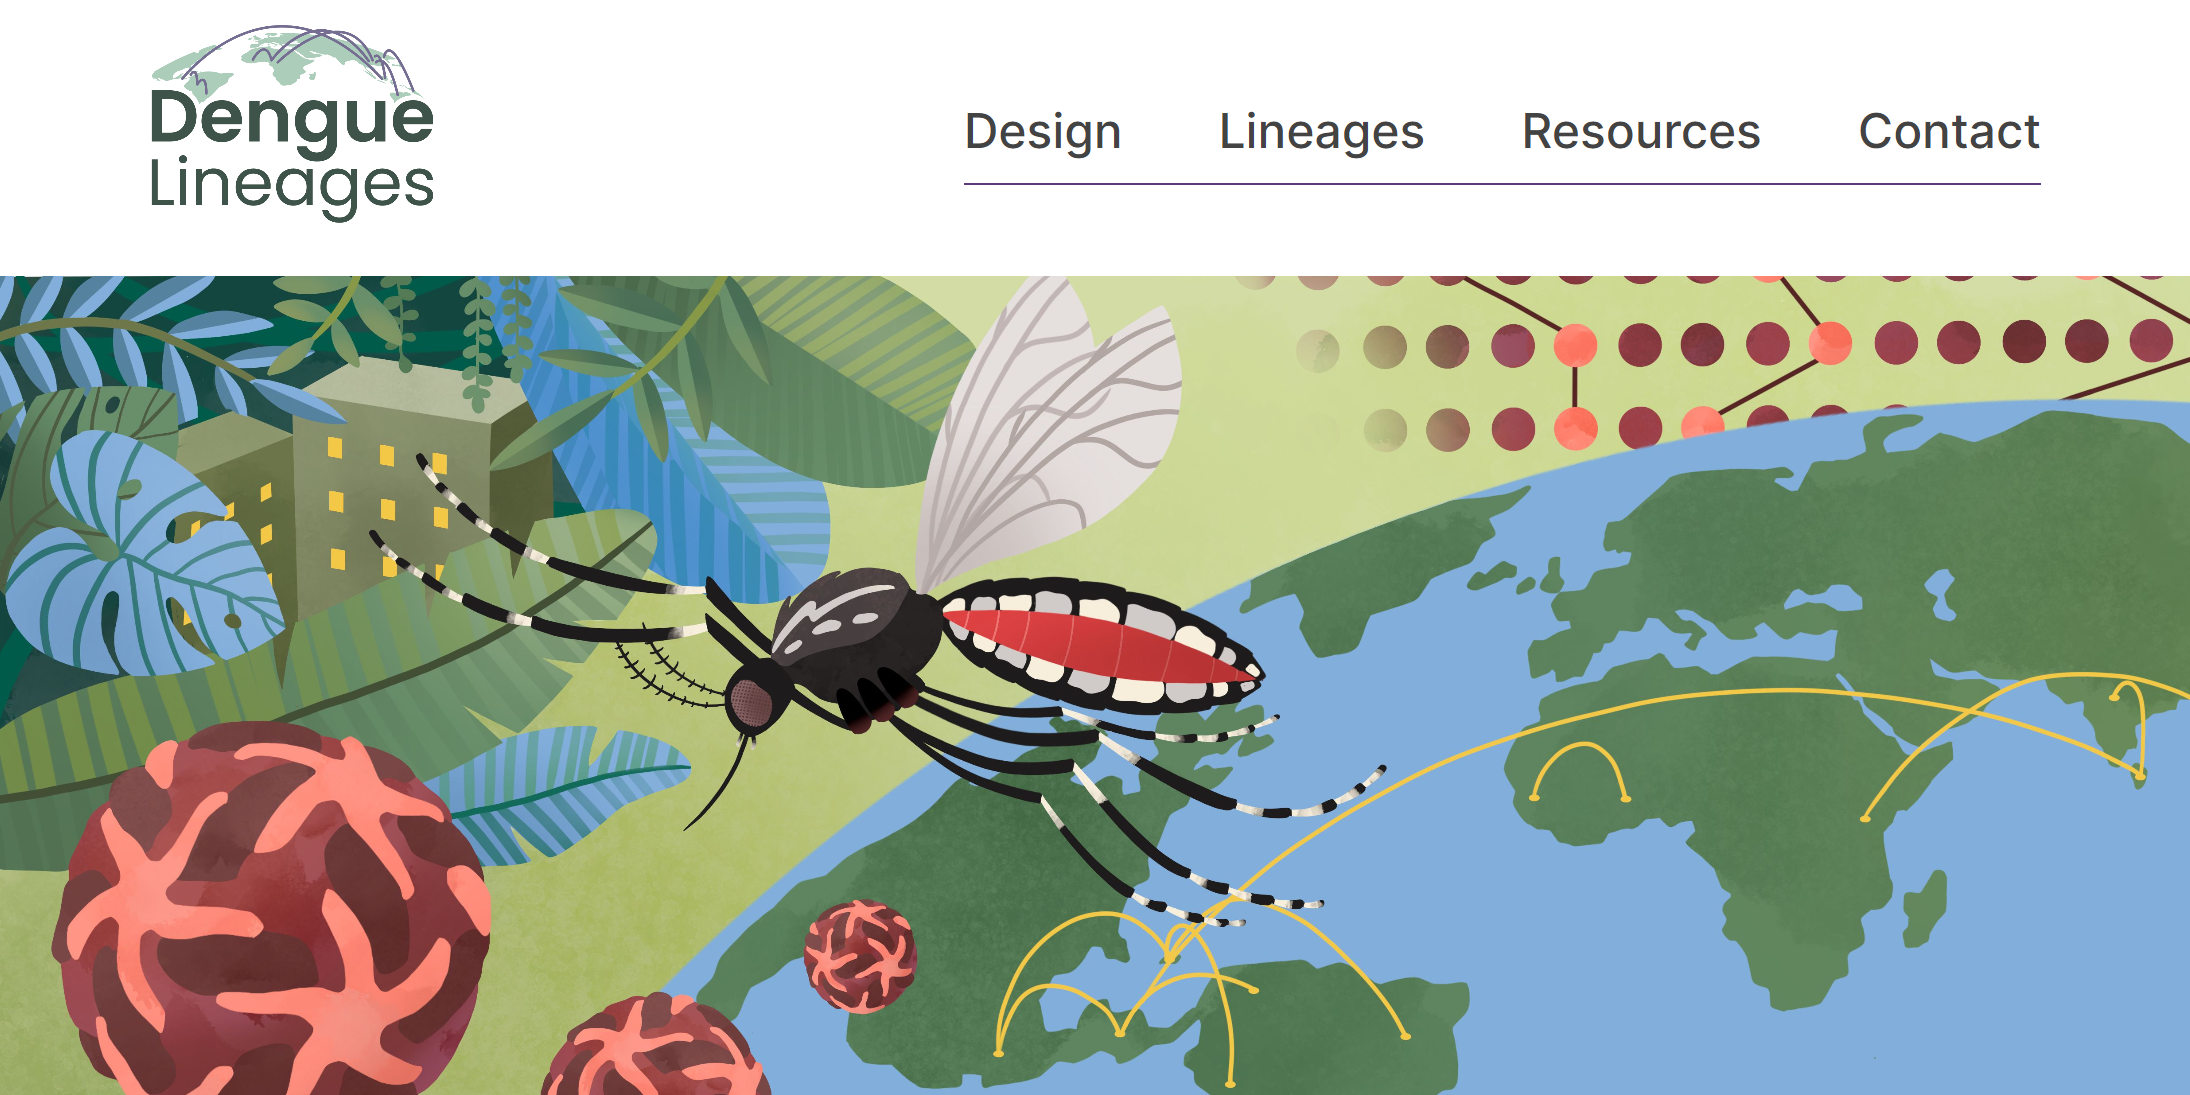 Dengue
Lineages
Design Lineages Resources Contact